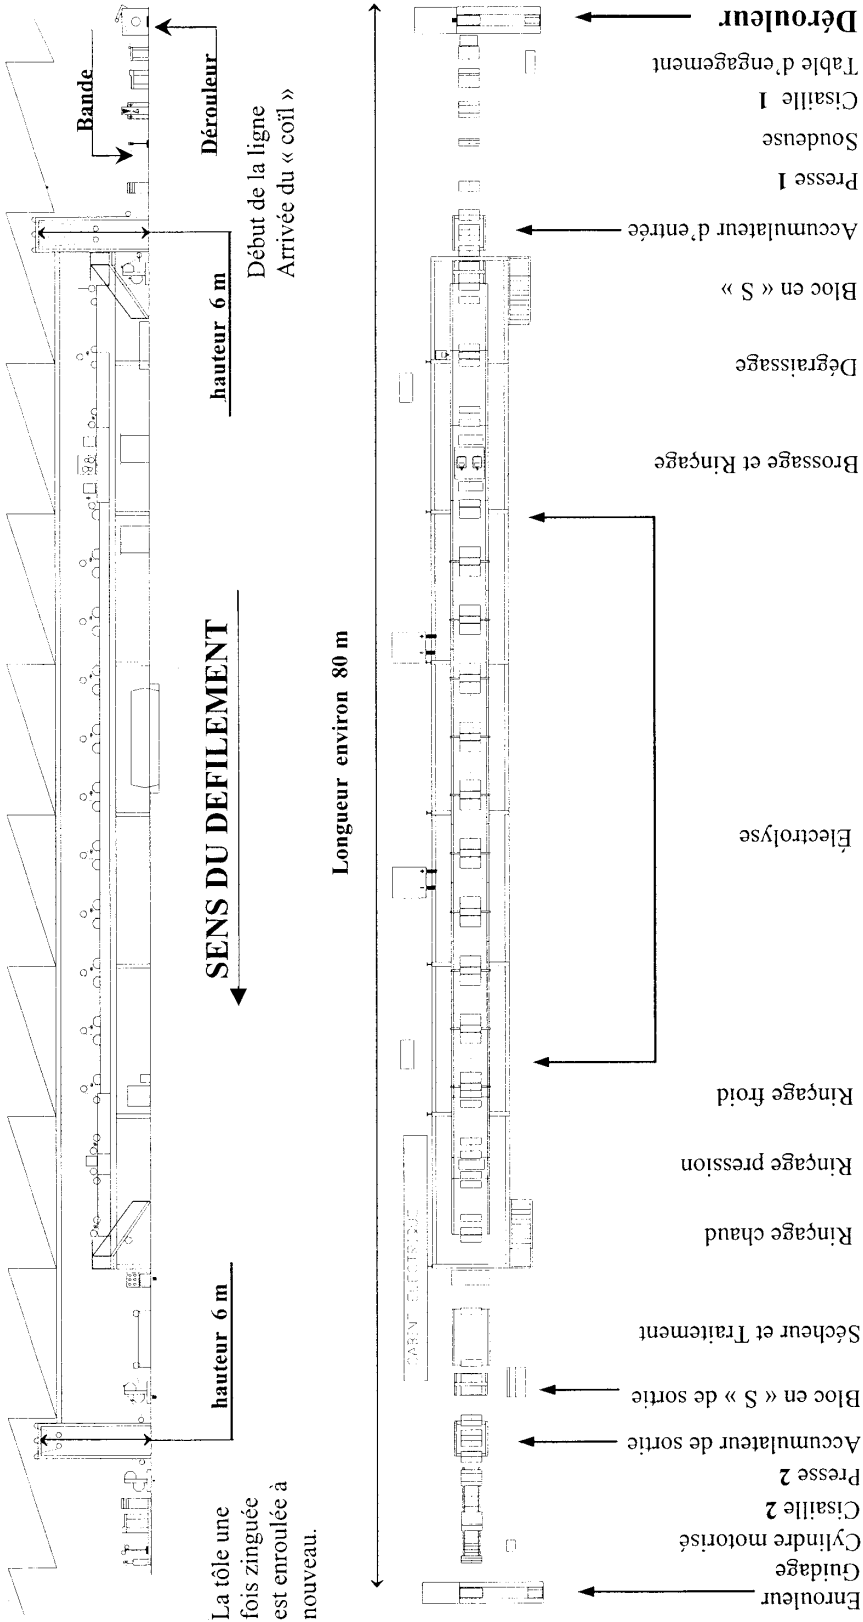 Bande
Dérouleur
Début de la ligne
Arrivée du « coïl »
hauteur 6 m
SENS DU DEFILEMENT
hauteur 6 m
La tôle une
fois zinguée
est enroulée à
nouveau.
Longueur environ 80 m
CABINT ELECTRIQUE
Dérouleur
Table d'engagement
Cisaille 1
Soudeuse
Presse 1
Accumulateur d'entrée
Bloc en « S »
Dégraissage
Brossage et Rinçage
Électrolyse
Rinçage froid
Rinçage pression
Rinçage chaud
Sécheur et Traitement
Bloc en « S » de sortie
Accumulateur de sortie
Presse 2
Cisaille 2
Cylindre motorisé
Guidage
Enrouleur